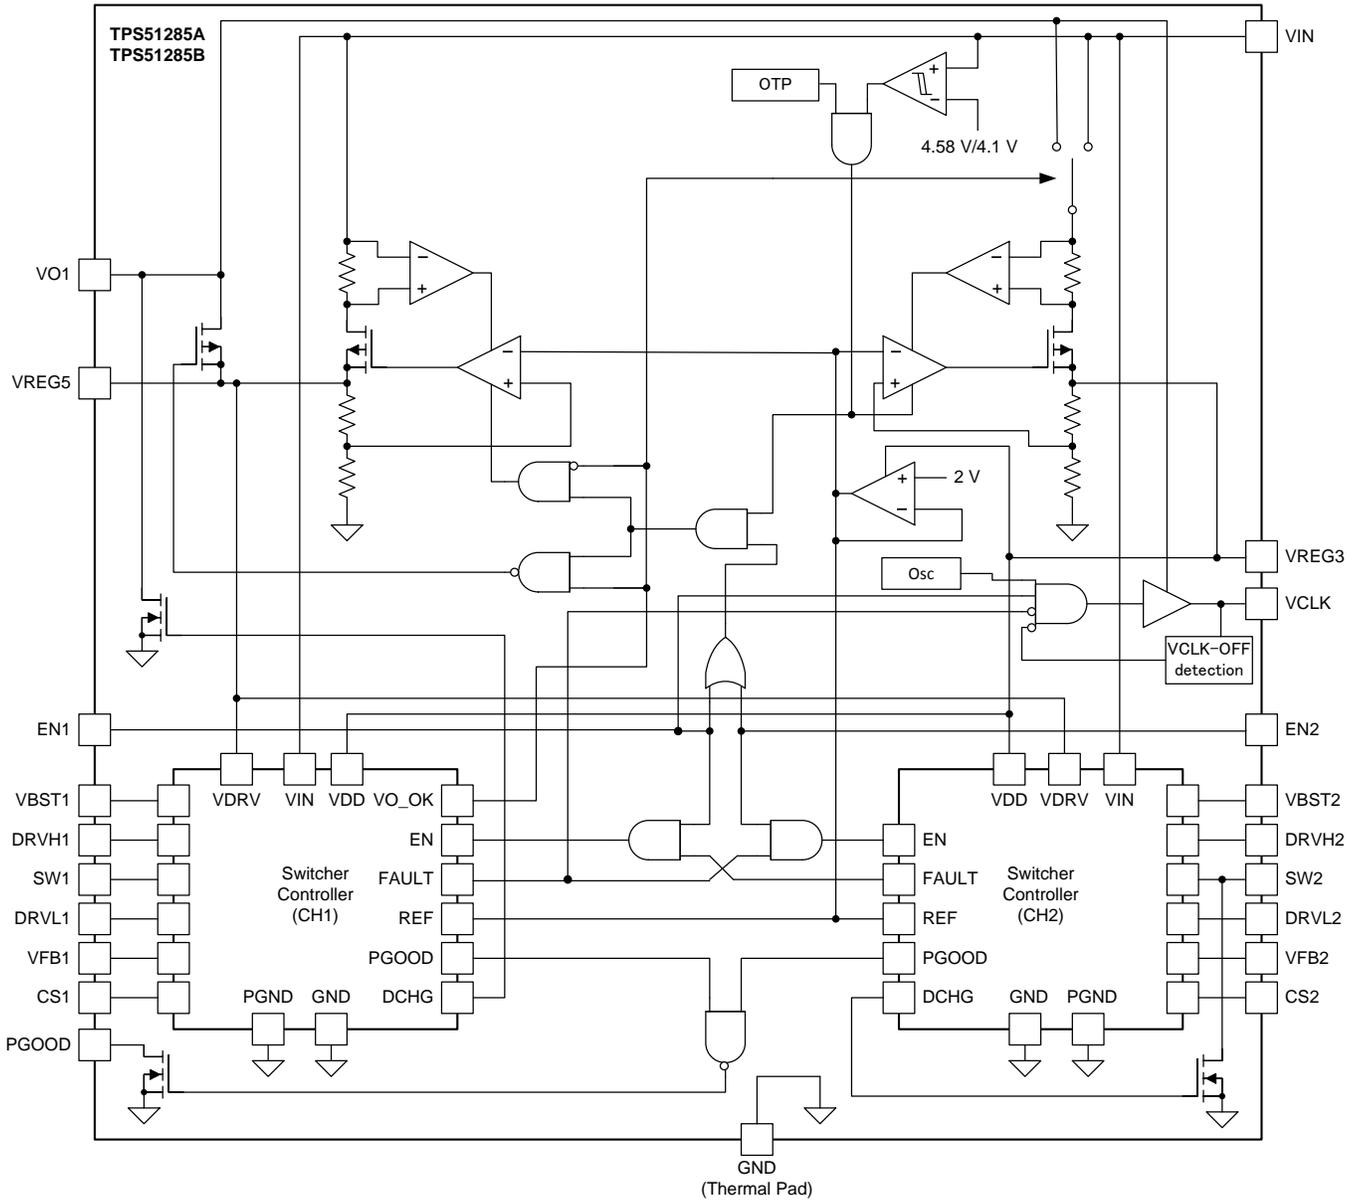 TPS51285A
TPS51285B
VIN
OTP
+
−
4.58 V/4.1 V
VO1
−
+
−
+
VREG5
−
+
−
+
+
2 V
−
VREG3
Osc
VCLK
VCLK-OFF
detection
EN1
EN2
VBST1
VDRV
VIN
VDD
VO_OK
VDD
VDRV
VIN
VBST2
DRVH1
EN
EN
DRVH2
SW1
Switcher
Controller
(CH1)
FAULT
FAULT
Switcher
Controller
(CH2)
SW2
DRVL1
REF
REF
DRVL2
VFB1
PGOOD
PGOOD
VFB2
CS1
PGND
GND
DCHG
DCHG
GND
PGND
CS2
PGOOD
GND
(Thermal Pad)